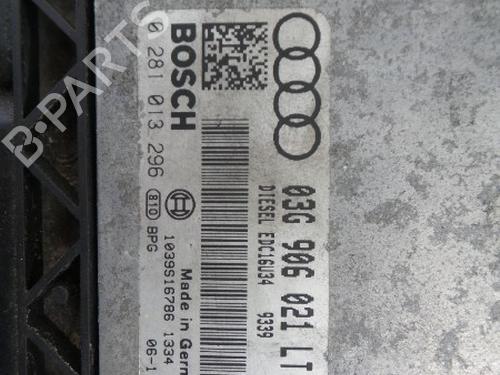 03G 906 021 LT
DIESEL EDC16U34 9339
BOSCH
0 281 013 296
810 BPG
1039S16786 1334
Made in Germ
06-1
B-PARTS